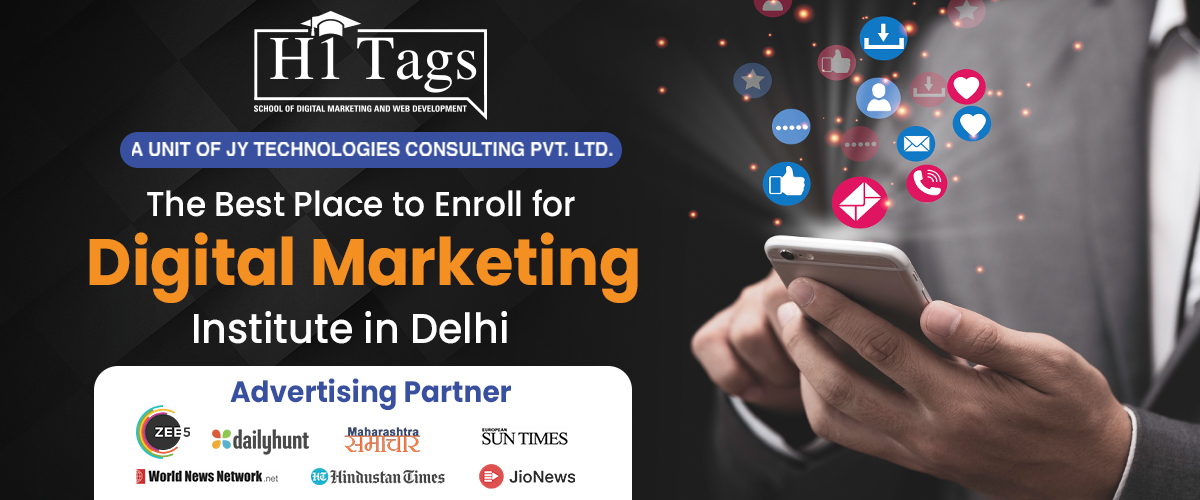 H1 Tags
SCHOOL OF DIGITAL MARKETING AND WEB DEVELOPMENT
A UNIT OF JY TECHNOLOGIES CONSULTING PVT. LTD.
The Best Place to Enroll for
Digital Marketing
Institute in Delhi
Advertising Partner
ZEE5
dailyhunt
Maharashtra
समाचार
EUROPEAN
SUN TIMES
World News Network.net
HT Hindustan Times
JioNews